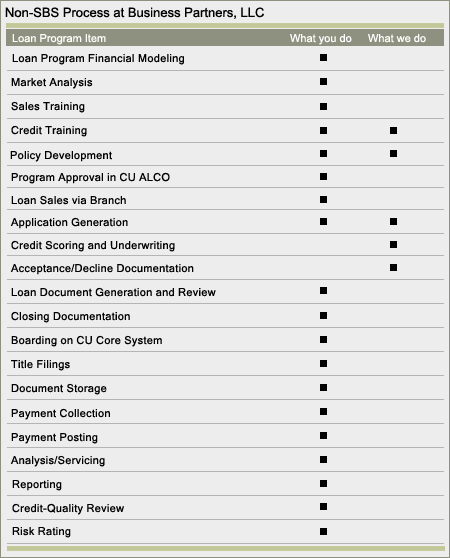 Non-SBS Process at Business Partners, LLC
Loan Program Item What you do What we do
Loan Program Financial Modeling ■
Market Analysis ■
Sales Training ■
Credit Training ■ ■
Policy Development ■ ■
Program Approval in CU ALCO ■
Loan Sales via Branch ■
Application Generation ■ ■
Credit Scoring and Underwriting ■
Acceptance/Decline Documentation ■
Loan Document Generation and Review ■
Closing Documentation ■
Boarding on CU Core System ■
Title Filings ■
Document Storage ■
Payment Collection ■
Payment Posting ■
Analysis/Servicing ■
Reporting ■
Credit-Quality Review ■
Risk Rating ■